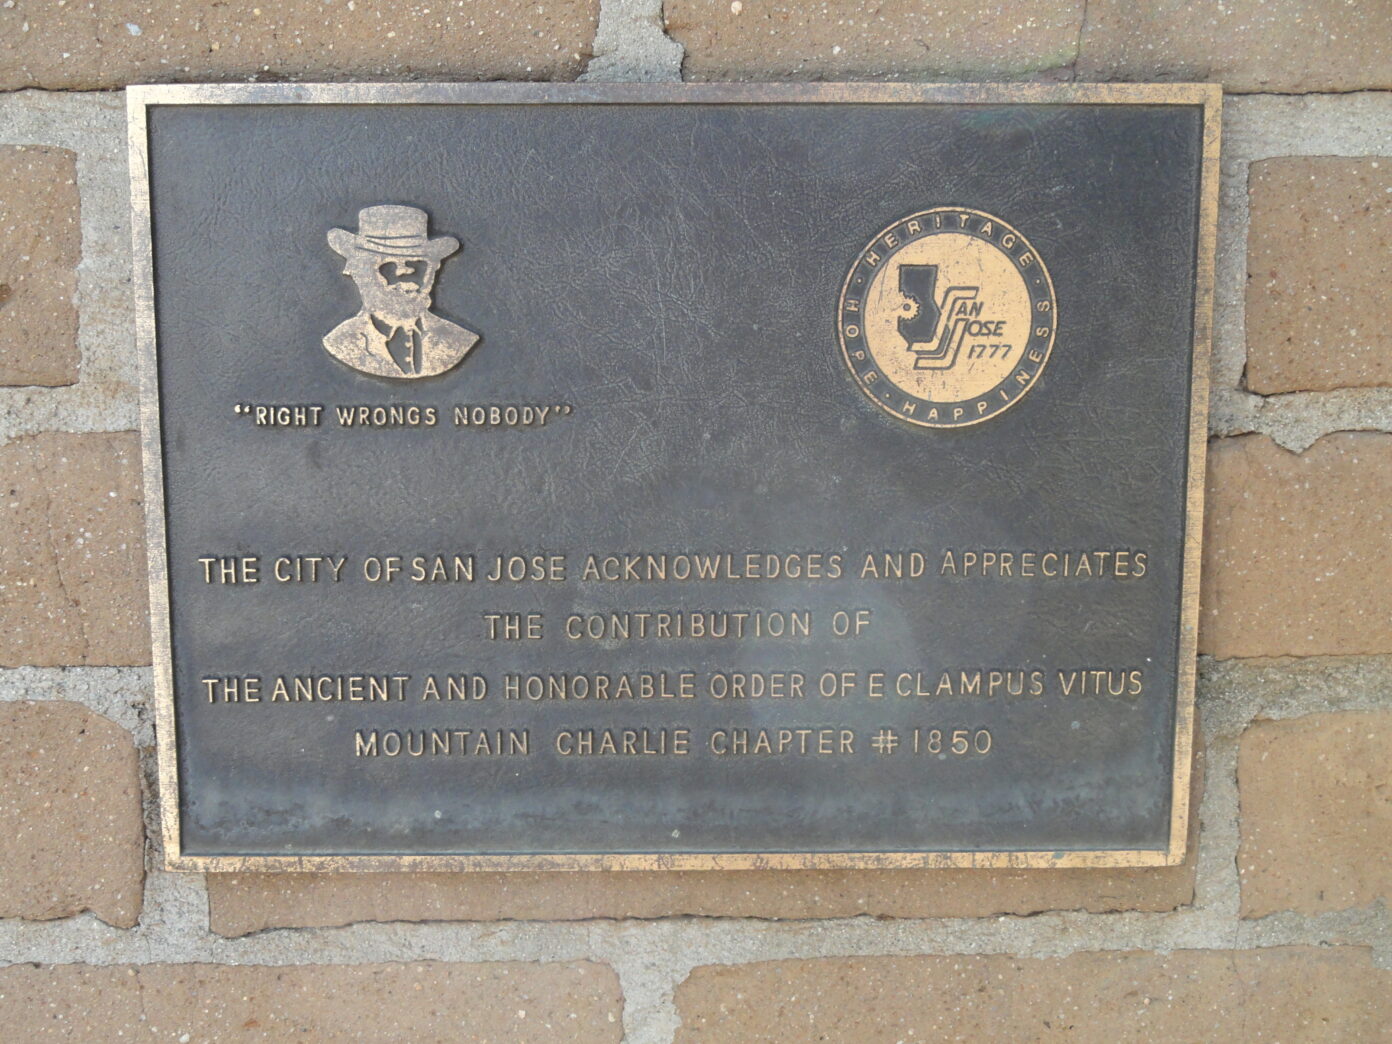 "RIGHT WRONGS NOBODY"
· HERITAGE · HAPPINESS · HOPE
SAN
JOSE
1777
THE CITY OF SAN JOSE ACKNOWLEDGES AND APPRECIATES
THE CONTRIBUTION OF
THE ANCIENT AND HONORABLE ORDER OF E CLAMPUS VITUS
MOUNTAIN CHARLIE CHAPTER # 1850